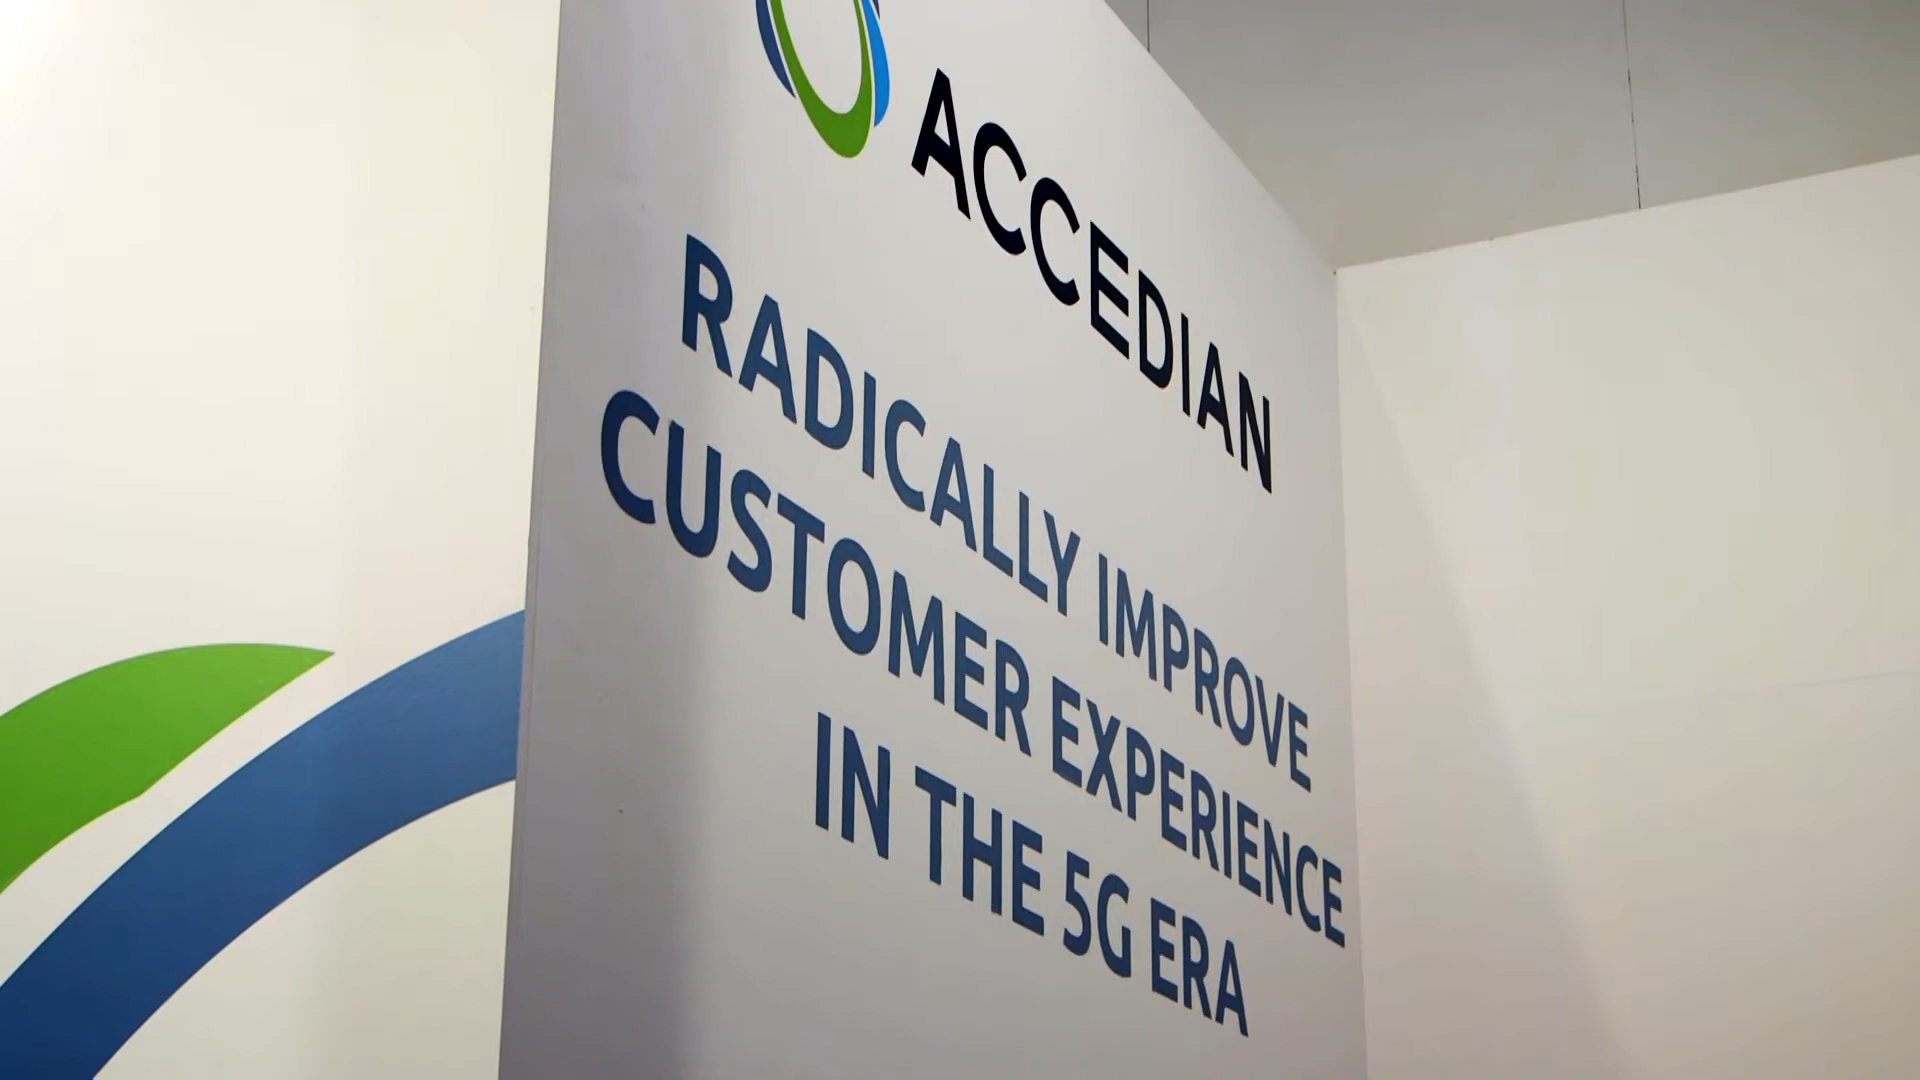 ACCEDIAN
RADICALLY IMPROVE
CUSTOMER EXPERIENCE
IN THE 5G ERA